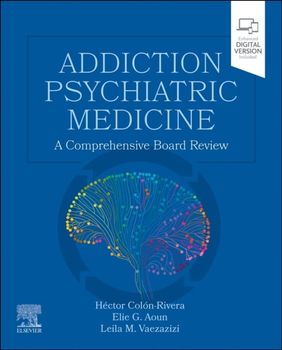 Enhanced
DIGITAL
VERSION
Included
ADDICTION
PSYCHIATRIC
MEDICINE
A Comprehensive Board Review
Héctor Colón-Rivera
Elie G. Aoun
Leila M. Vaezazizi
ELSEVIER